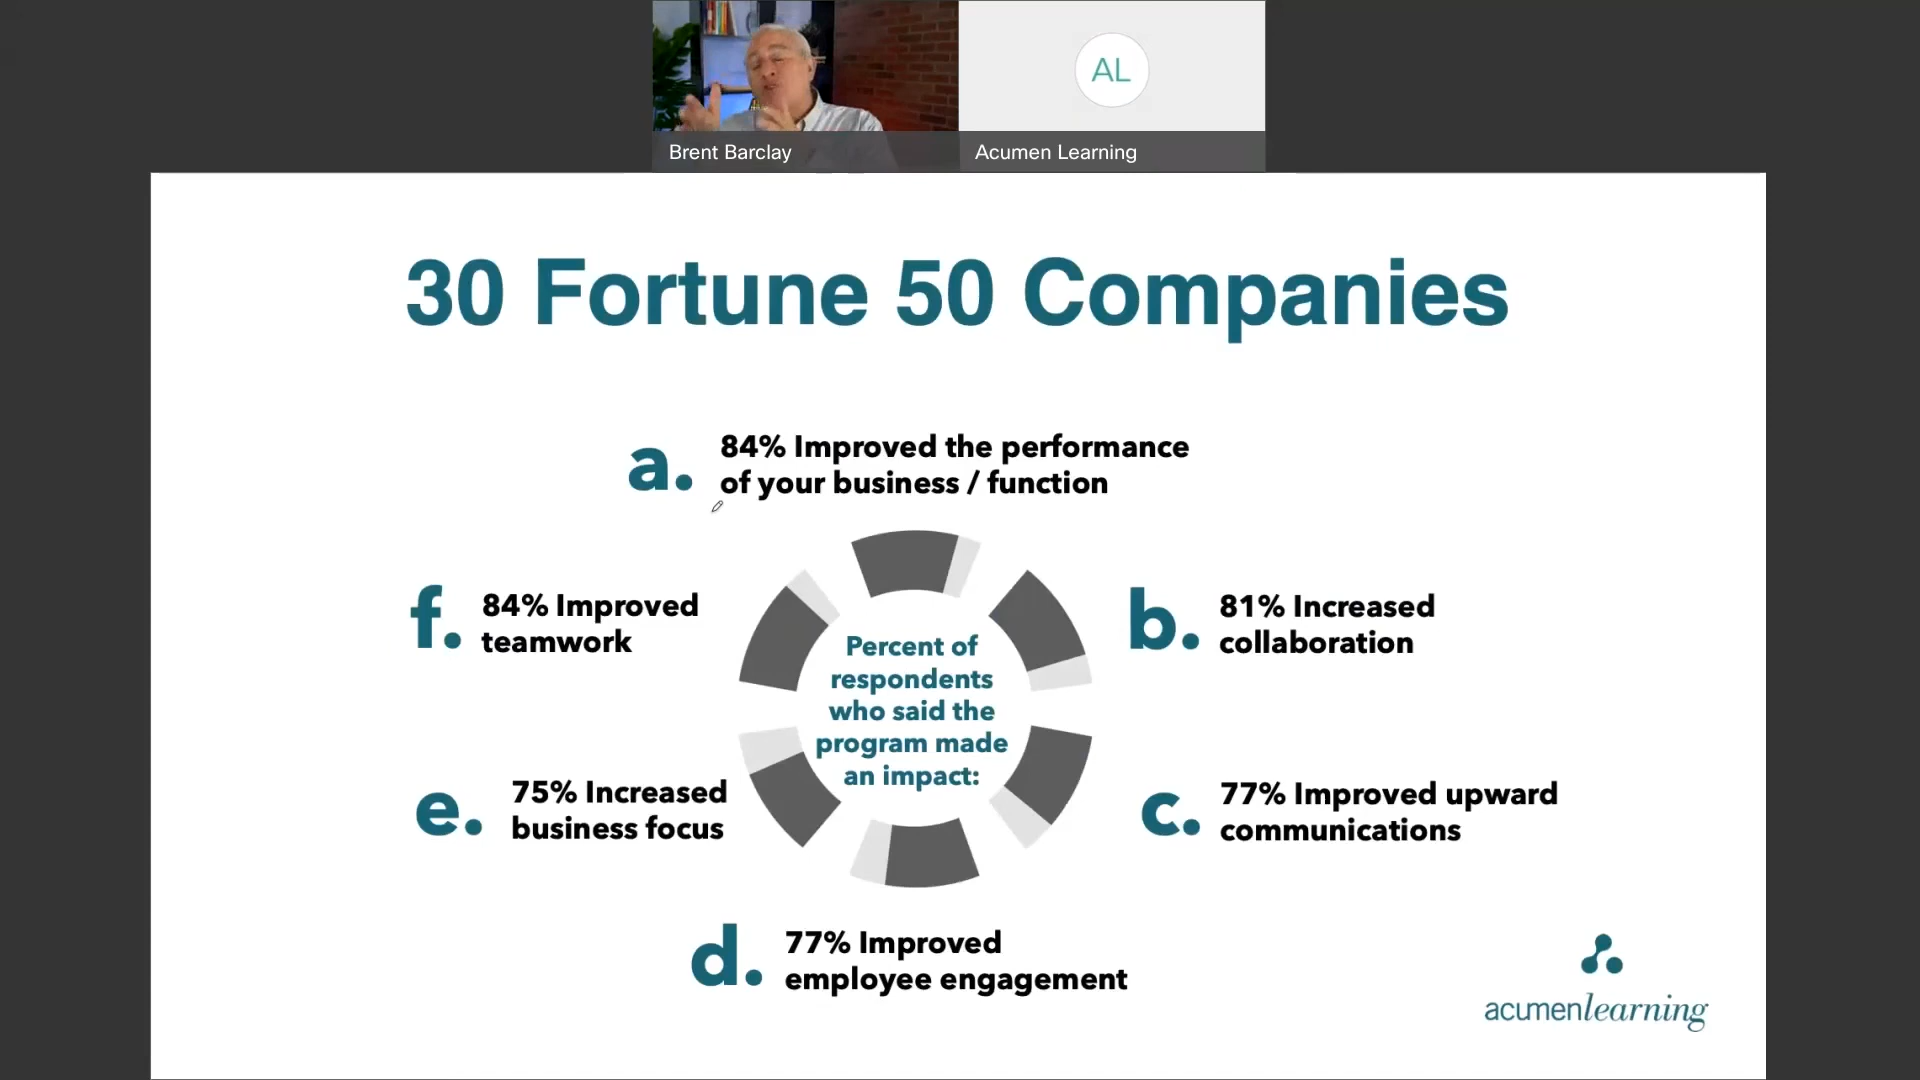 Brent Barclay
AL
Acumen Learning
30 Fortune 50 Companies
a.
84% Improved the performance
of your business / function
b.
81% Increased
collaboration
c.
77% Improved upward
communications
d.
77% Improved
employee engagement
e.
75% Increased
business focus
f.
84% Improved
teamwork
Percent of
respondents
who said the
program made
an impact:
acumenlearning